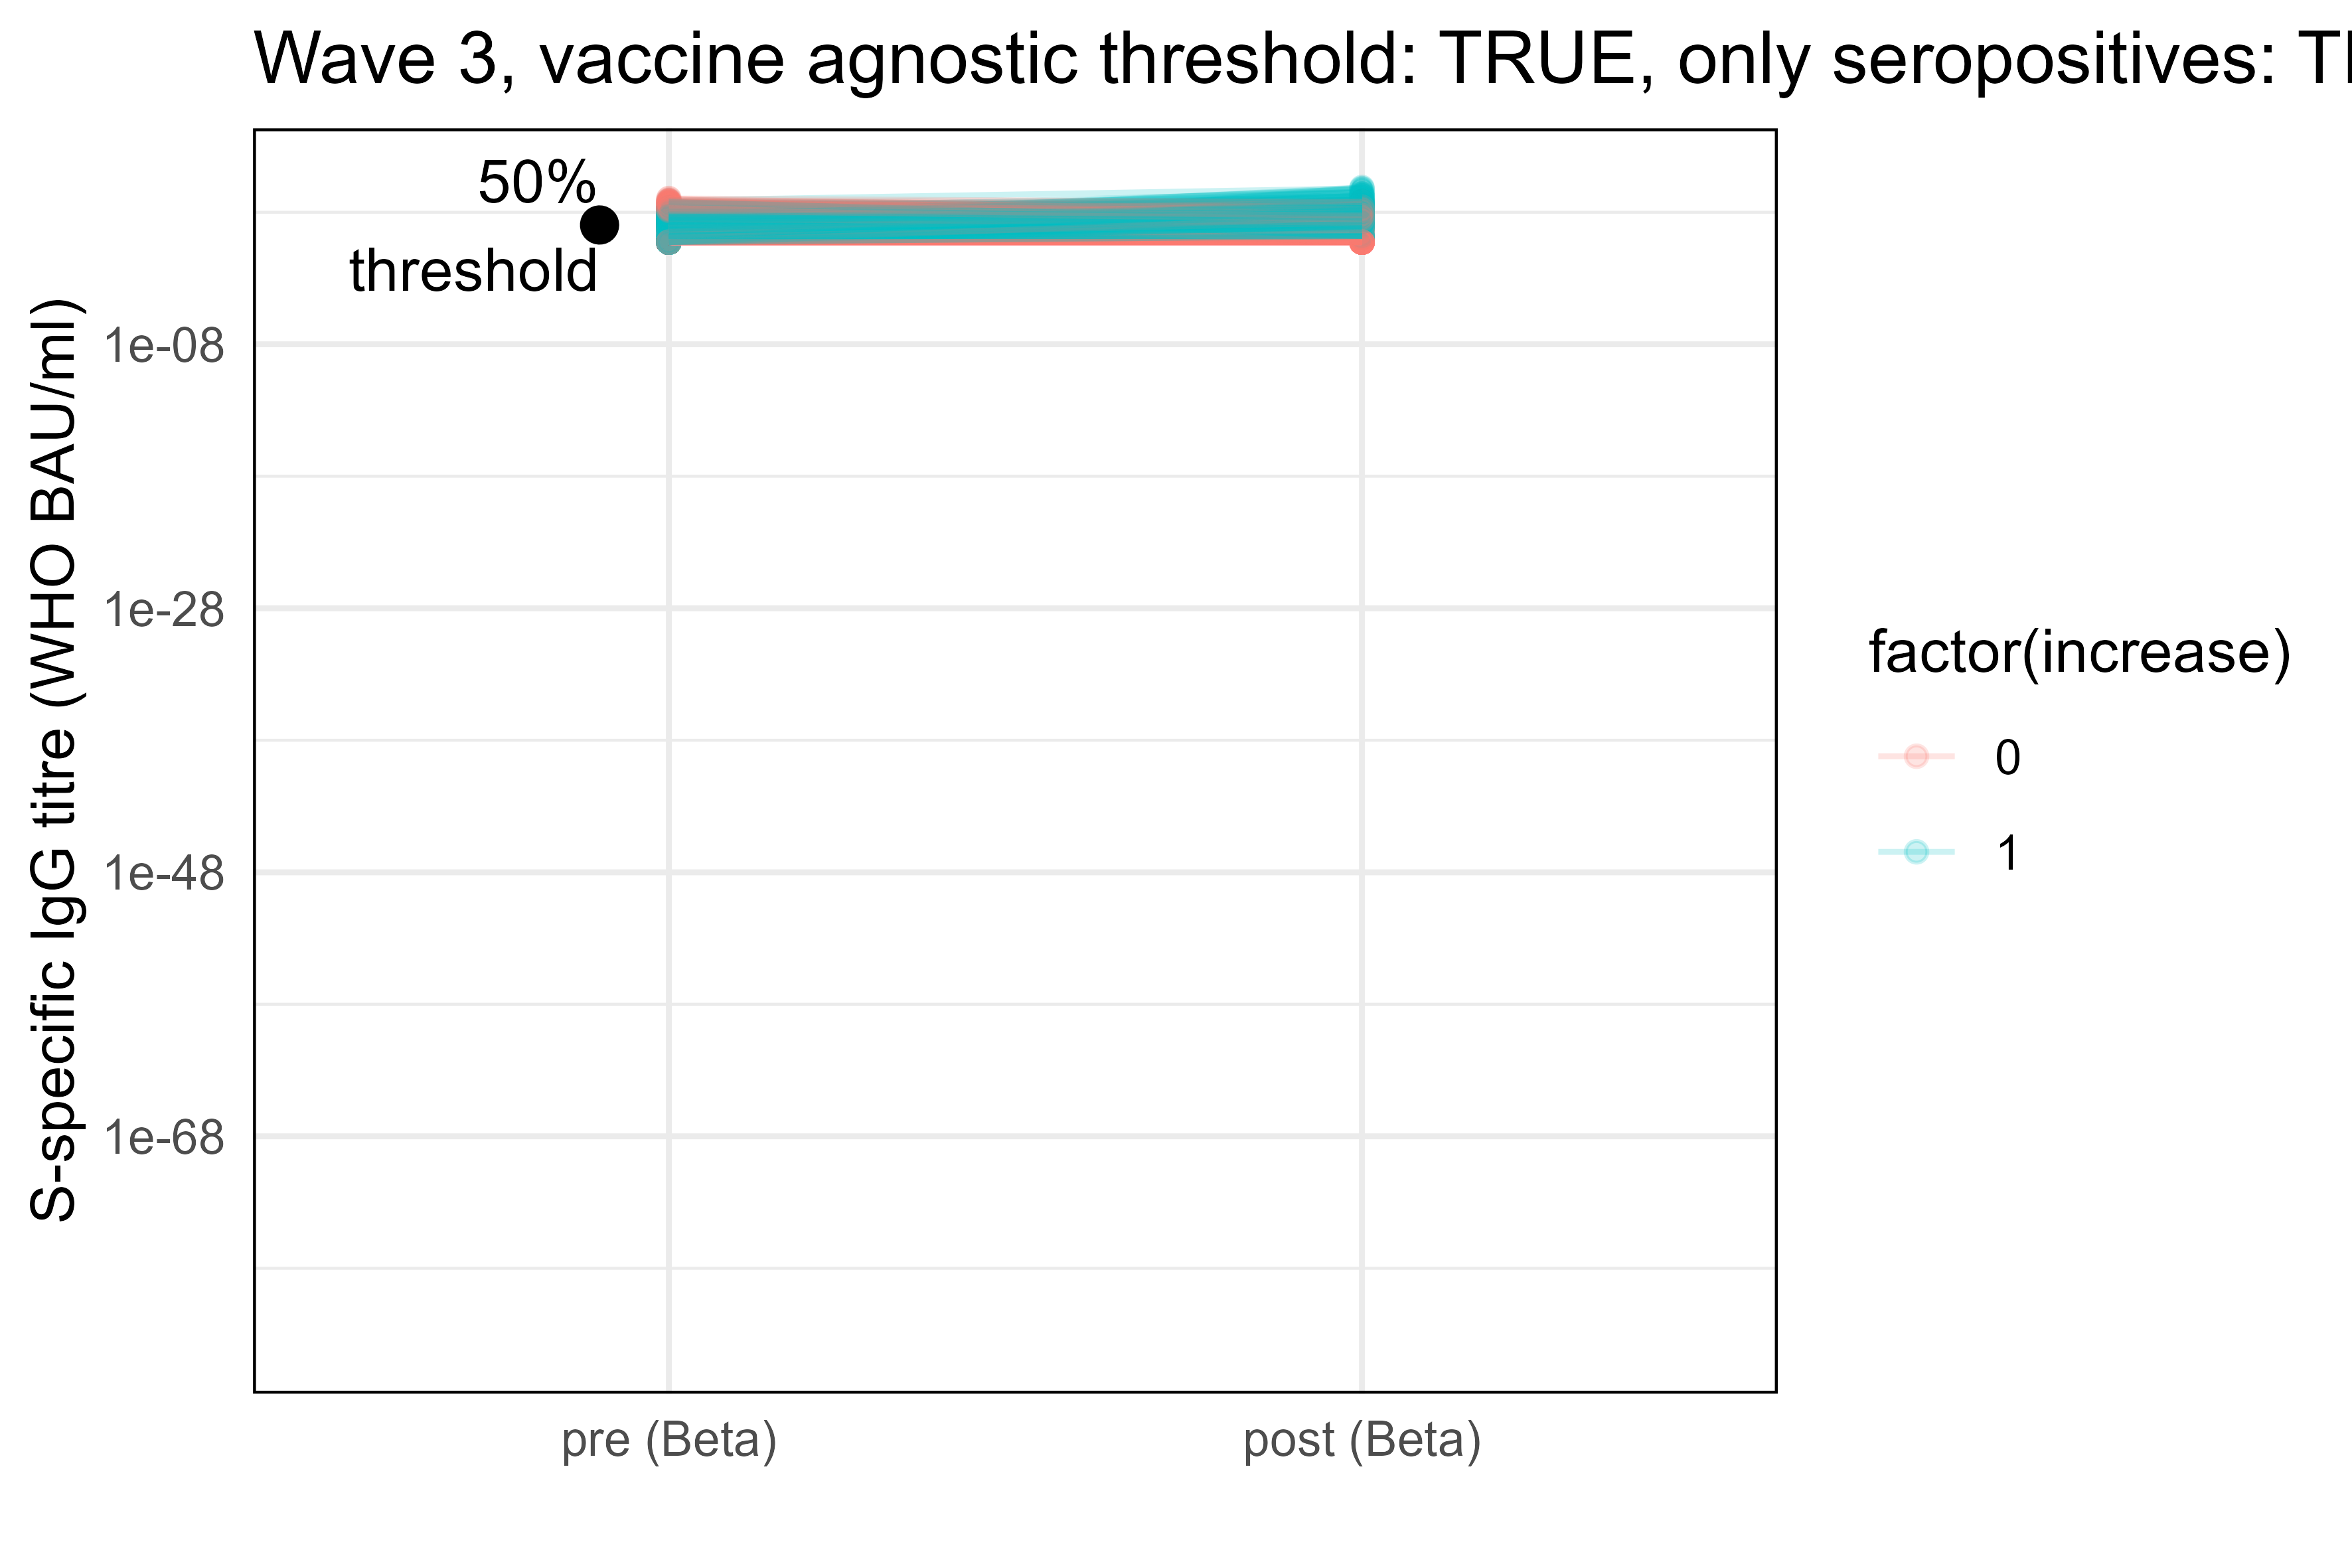 Wave 3, vaccine agnostic threshold: TRUE, only seropositives: T
50%
threshold
S-specific IgG titre (WHO BAU/ml)
1e-08
1e-28
1e-48
1e-68
pre (Beta)
post (Beta)
factor(increase)
0
1